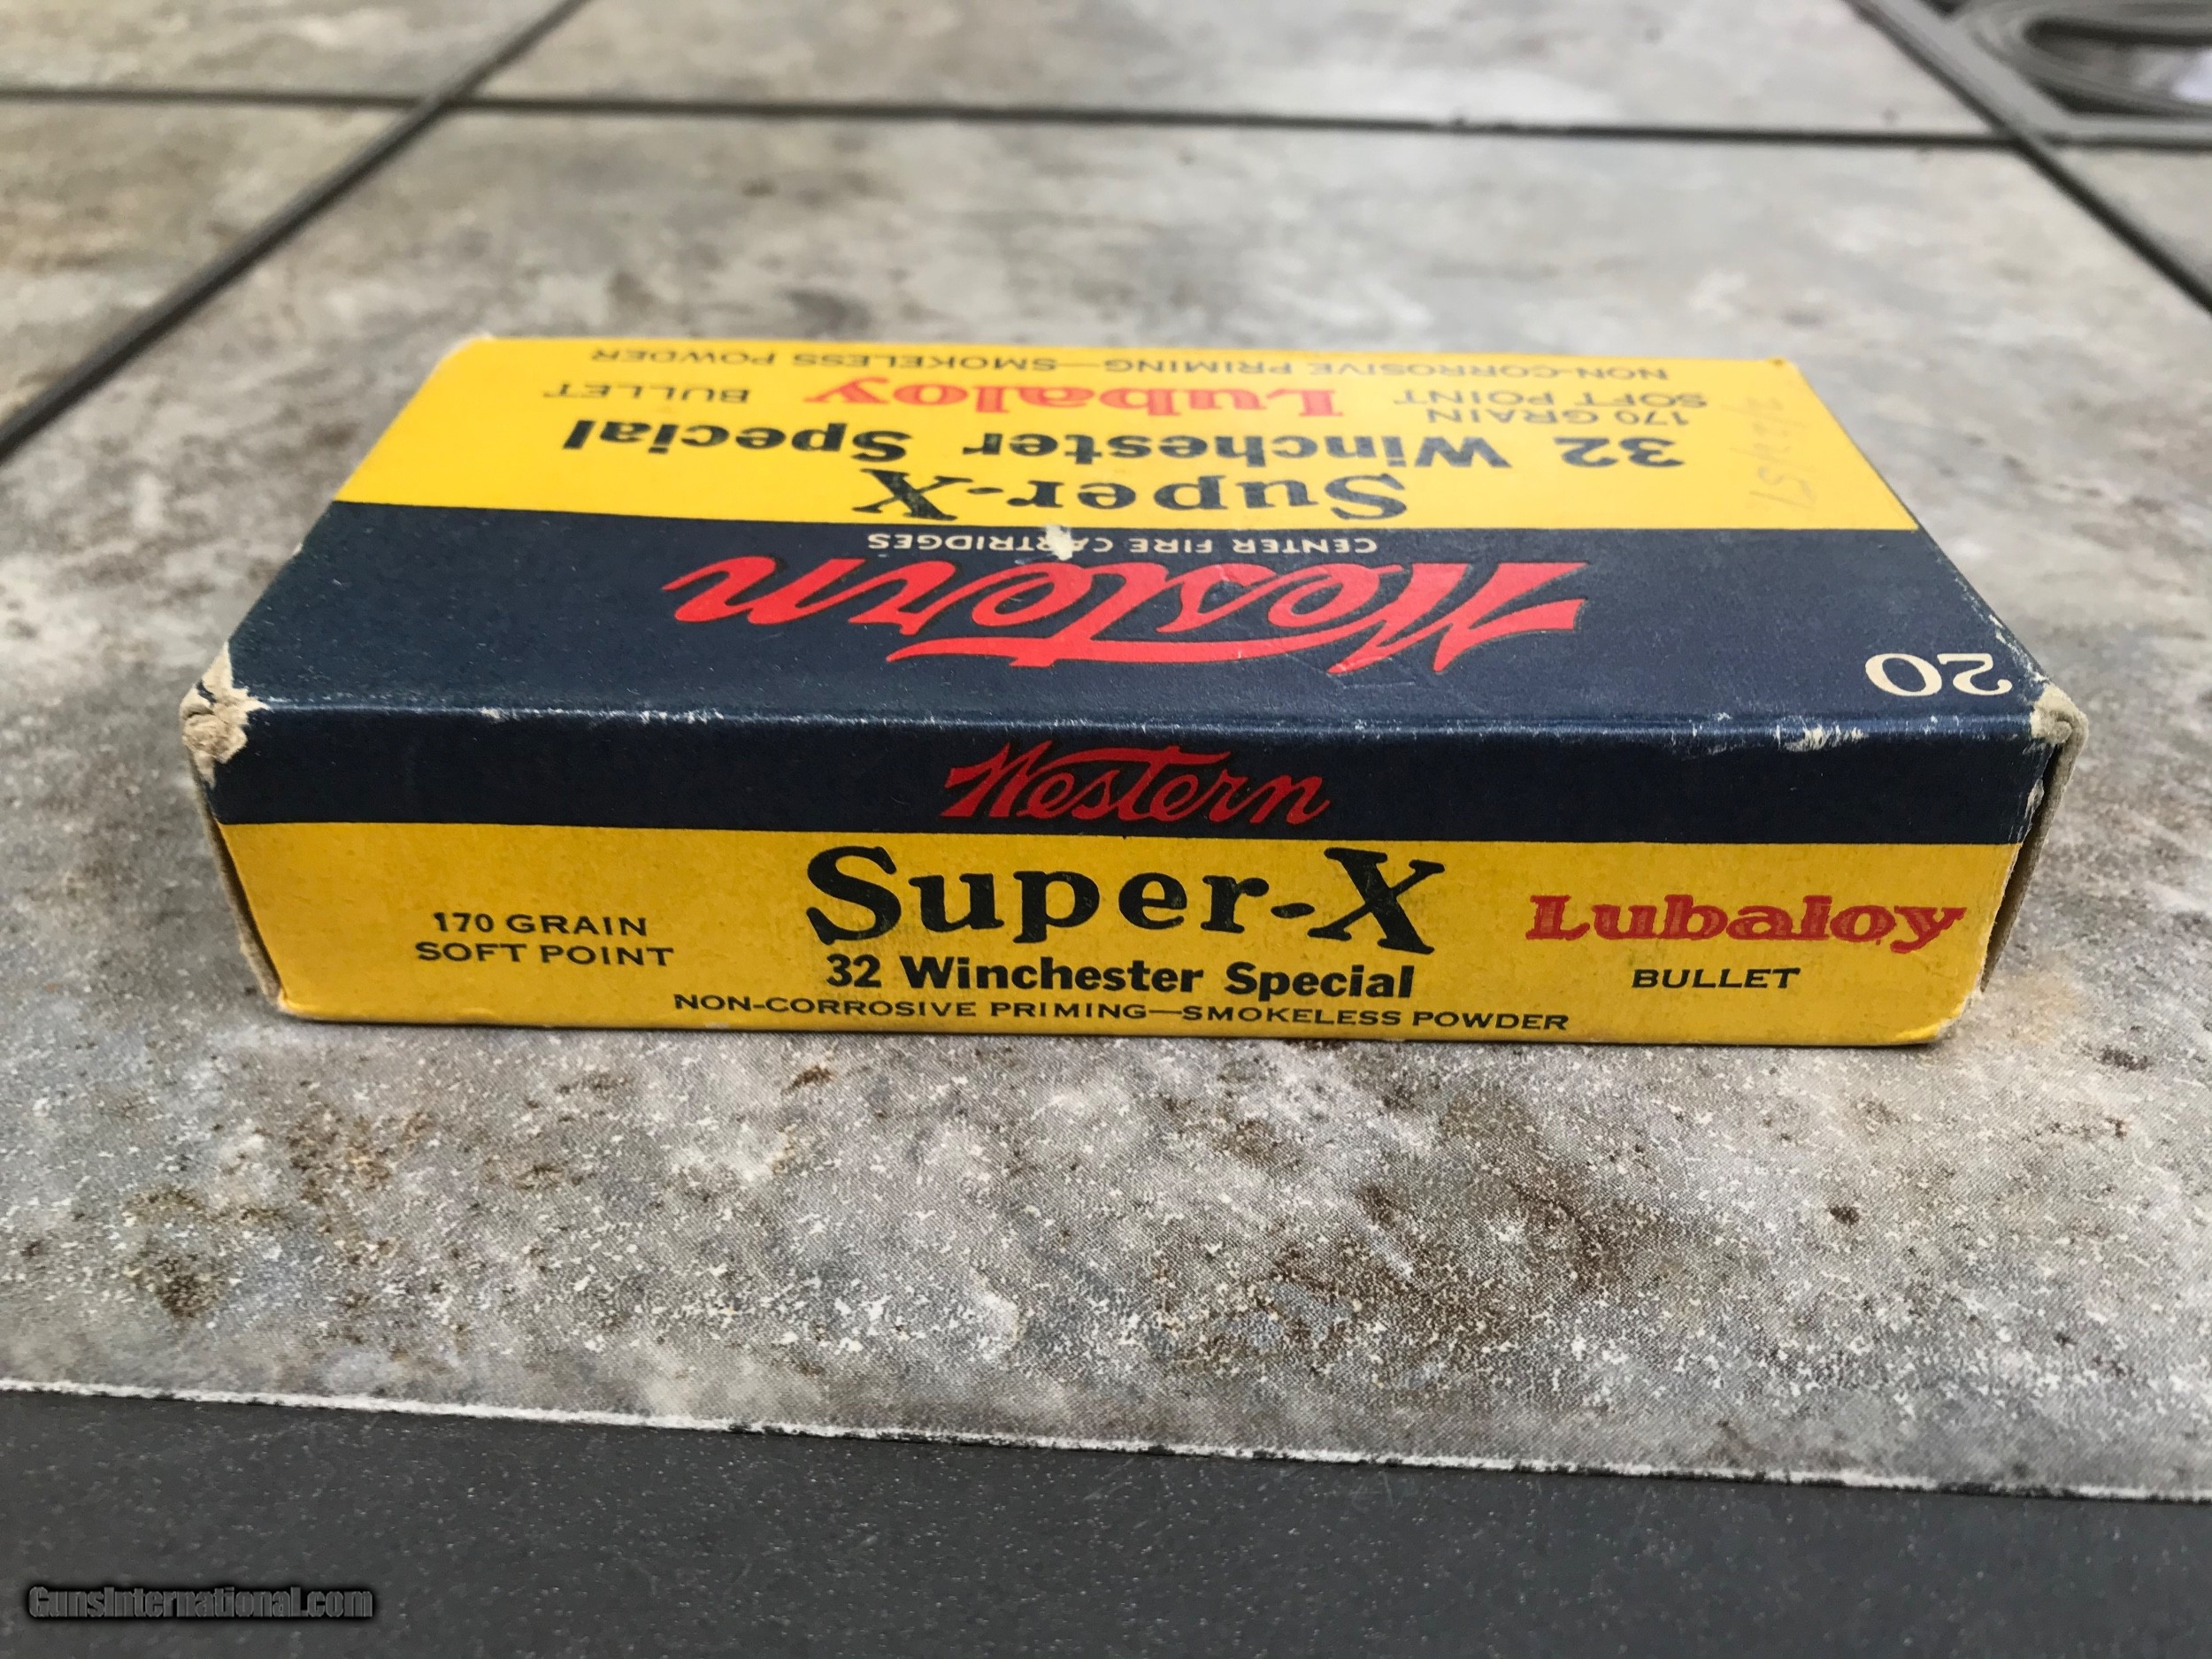 Western
Super-X
32 Winchester Special
170 GRAIN
SOFT POINT
Lubaloy
BULLET
NON-CORROSIVE PRIMING—SMOKELESS POWDER
20
Western
CENTER FIRE CARTRIDGES
Super-X
32 Winchester Special
170 GRAIN
SOFT POINT
Lubaloy
BULLET
NON-CORROSIVE PRIMING—SMOKELESS POWDER
GunsInternational.com